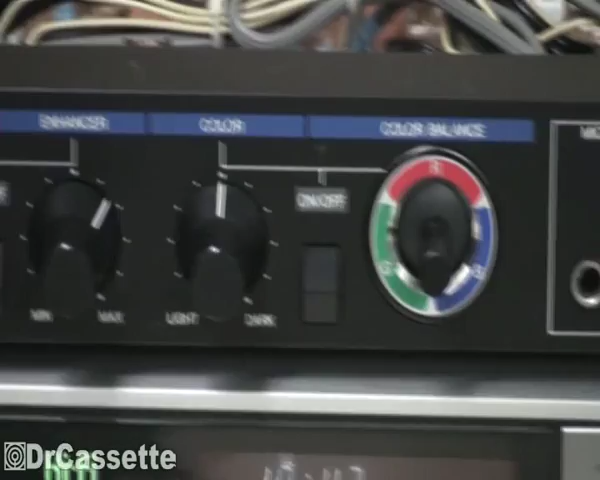 ENHANCER COLOR COLOR BALANCE
ON/OFF
R
G B
MIN MAX LIGHT DARK
DrCassette